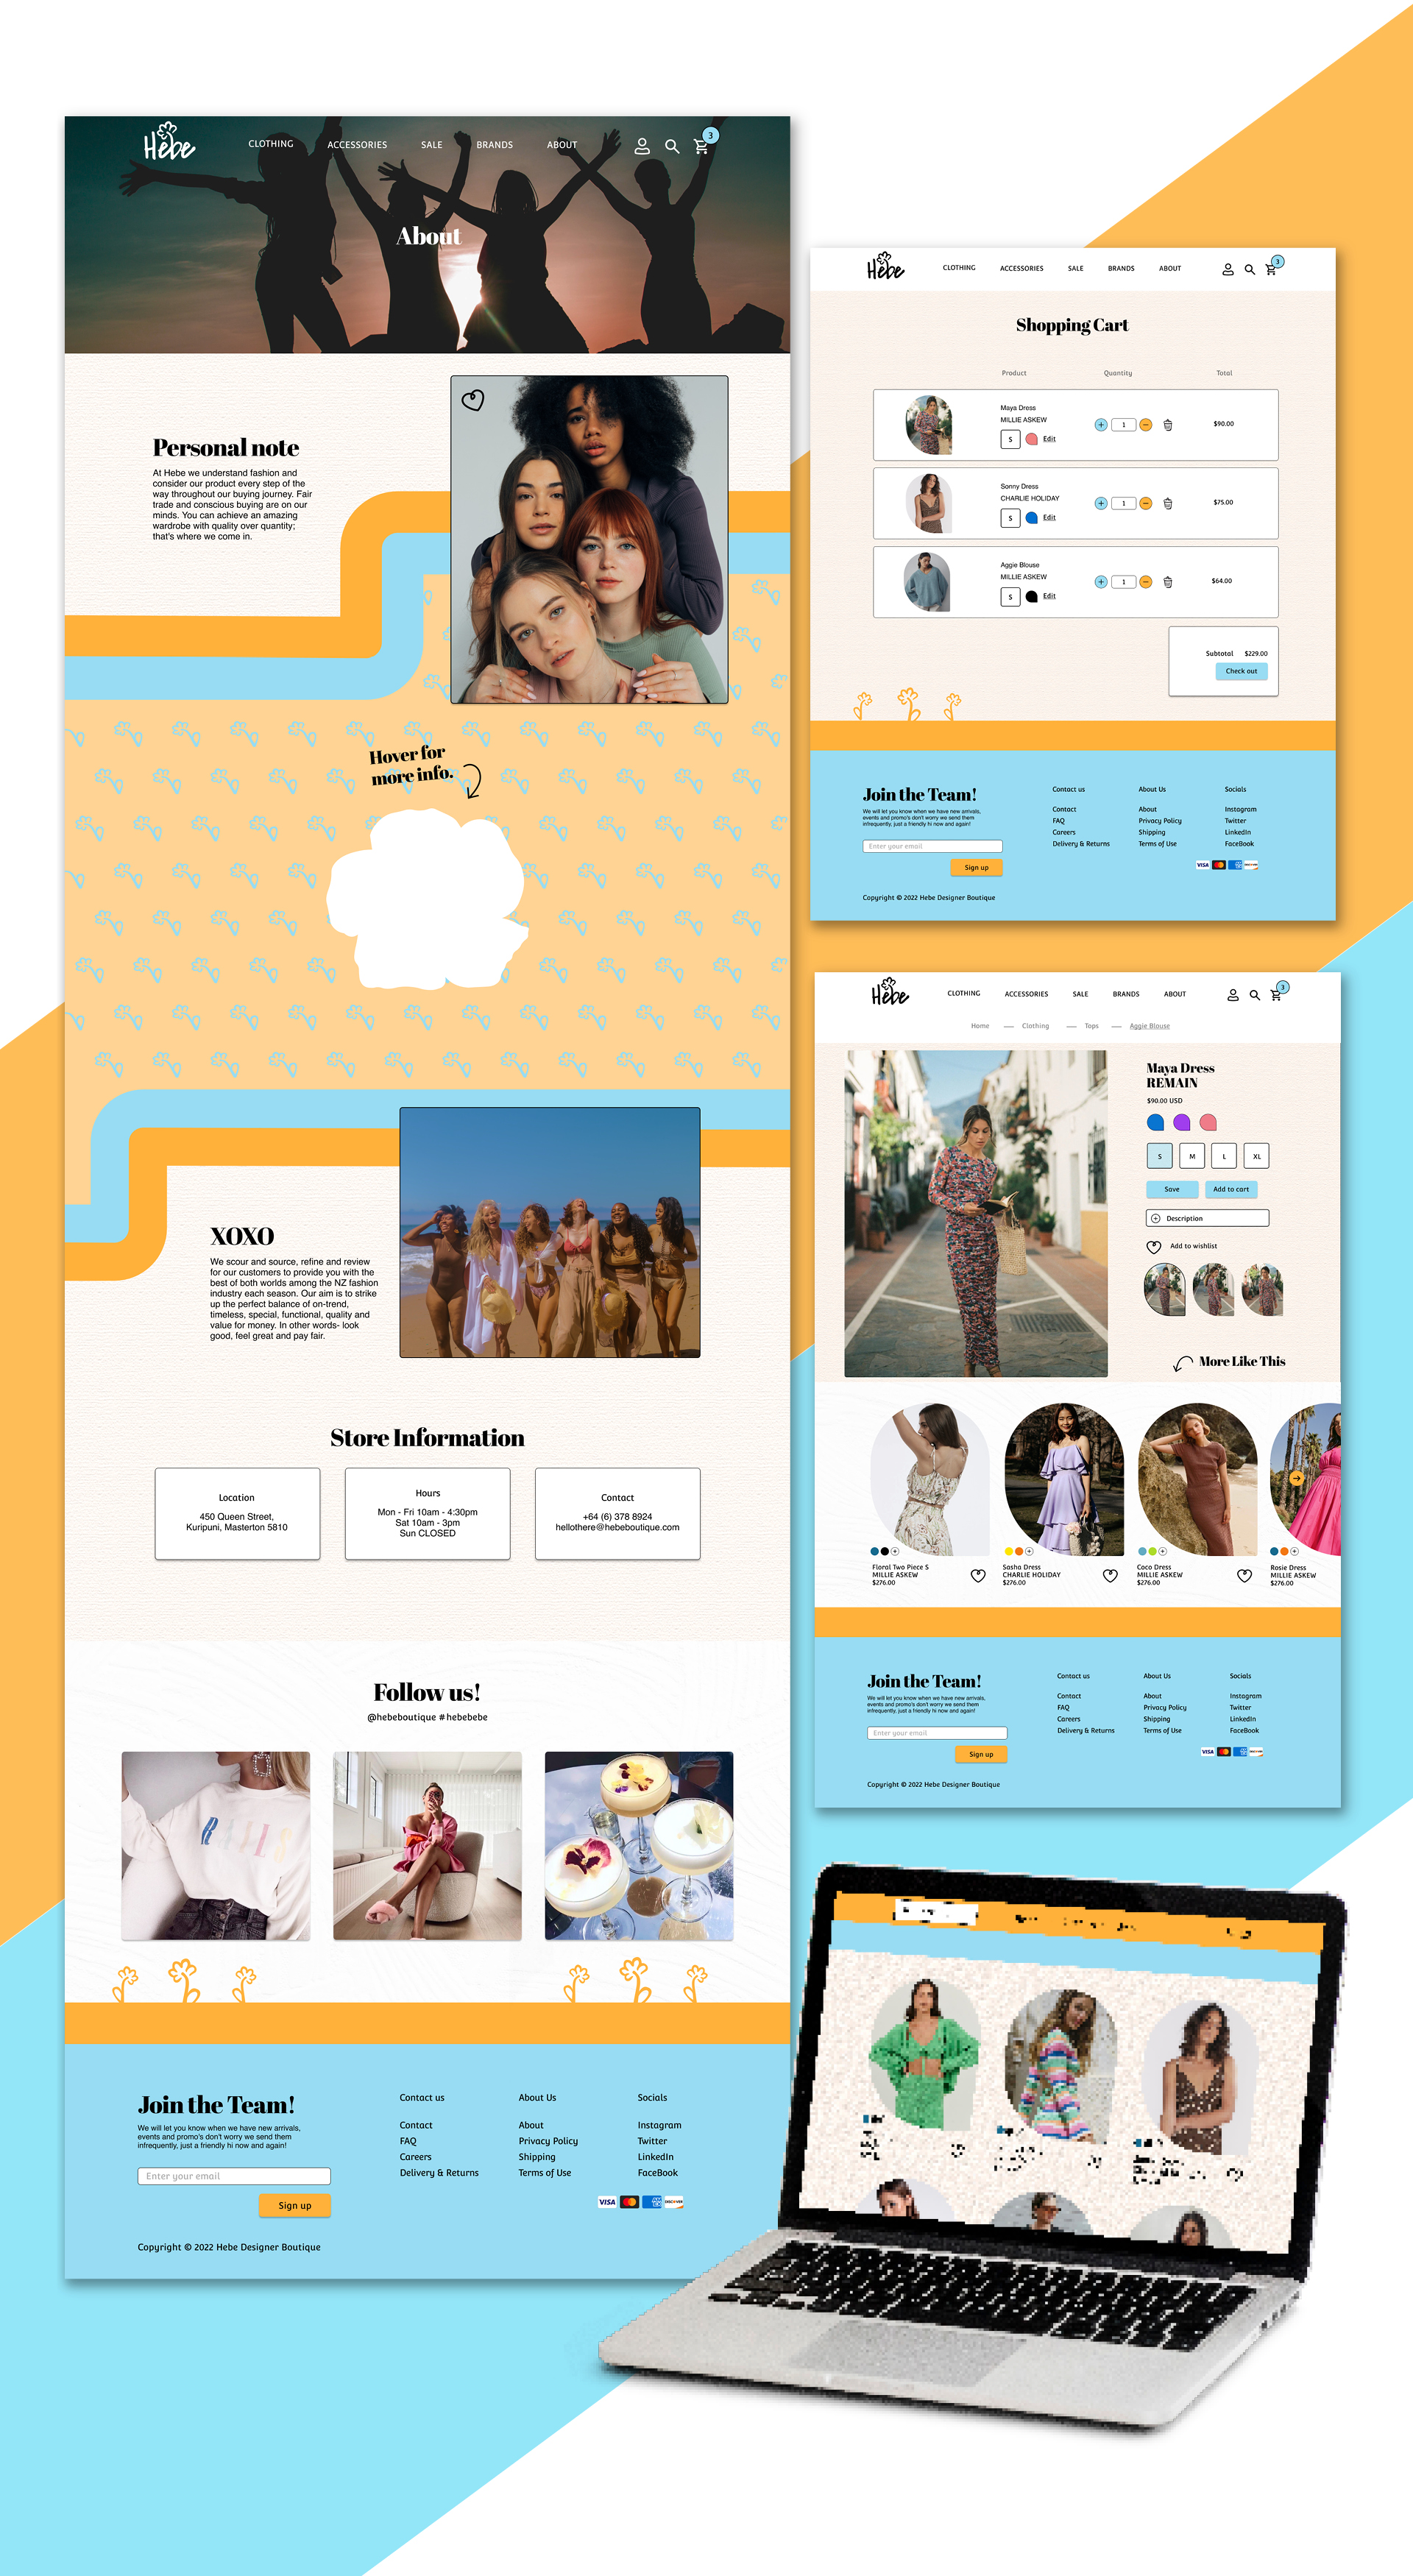 Hebe
CLOTHING
ACCESSORIES
SALE
BRANDS
ABOUT
3
About
Personal note
At Hebe we understand fashion and
consider our product every step of the
way throughout our buying journey. Fair
trade and conscious buying are on our
minds. You can achieve an amazing
wardrobe with quality over quantity;
that's where we come in.
Hover for
more info.
XOXO
We scour and source, refine and review
for our customers to provide you with the
best of both worlds among the NZ fashion
industry each season. Our aim is to strike
up the perfect balance of on-trend,
timeless, special, functional, quality and
value for money. In other words- look
good, feel great and pay fair.
Store Information
Location
450 Queen Street,
Kuripuni, Masterton 5810
Hours
Mon - Fri 10am - 4:30pm
Sat 10am - 3pm
Sun CLOSED
Contact
+64 (6) 378 8924
hellothere@hebeboutique.com
Follow us!
@hebeboutique #hebebebe
Join the Team!
We will let you know when we have new arrivals,
events and promo's don't worry we send them
infrequently, just a friendly hi now and again!
Enter your email
Sign up
Copyright © 2022 Hebe Designer Boutique
Contact us
Contact
FAQ
Careers
Delivery & Returns
About Us
About
Privacy Policy
Shipping
Terms of Use
Socials
Instagram
Twitter
LinkedIn
FaceBook
VISA
DISCOVER
Hebe
CLOTHING
ACCESSORIES
SALE
BRANDS
ABOUT
3
Shopping Cart
Product
Quantity
Total
Maya Dress
MILLIE ASKEW
S
Edit
1
$90.00
Sonny Dress
CHARLIE HOLIDAY
S
Edit
1
$75.00
Aggie Blouse
MILLIE ASKEW
S
Edit
1
$64.00
Subtotal $229.00
Check out
Join the Team!
We will let you know when we have new arrivals,
events and promo's don't worry we send them
infrequently, just a friendly hi now and again!
Enter your email
Sign up
Copyright © 2022 Hebe Designer Boutique
Contact us
Contact
FAQ
Careers
Delivery & Returns
About Us
About
Privacy Policy
Shipping
Terms of Use
Socials
Instagram
Twitter
LinkedIn
FaceBook
VISA
Hebe
CLOTHING
ACCESSORIES
SALE
BRANDS
ABOUT
3
Home — Clothing — Tops — Aggie Blouse
Maya Dress
REMAIN
$90.00 USD
S
M
L
XL
Save
Add to cart
Description
Add to wishlist
More Like This
Floral Two Piece S
MILLIE ASKEW
$276.00
Sasha Dress
CHARLIE HOLIDAY
$276.00
Coco Dress
MILLIE ASKEW
$276.00
Rosie Dress
MILLIE ASKEW
$276.00
Join the Team!
We will let you know when we have new arrivals,
events and promo's don't worry we send them
infrequently, just a friendly hi now and again!
Enter your email
Sign up
Copyright © 2022 Hebe Designer Boutique
Contact us
Contact
FAQ
Careers
Delivery & Returns
About Us
About
Privacy Policy
Shipping
Terms of Use
Socials
Instagram
Twitter
LinkedIn
FaceBook
VISA